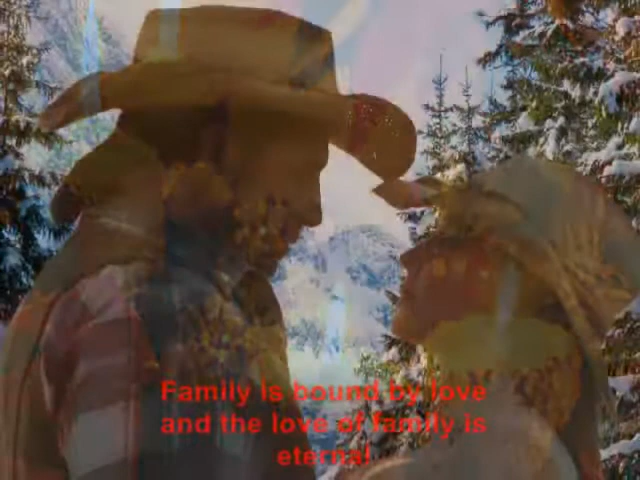 Family is bound by love
and the love of family is
eternal